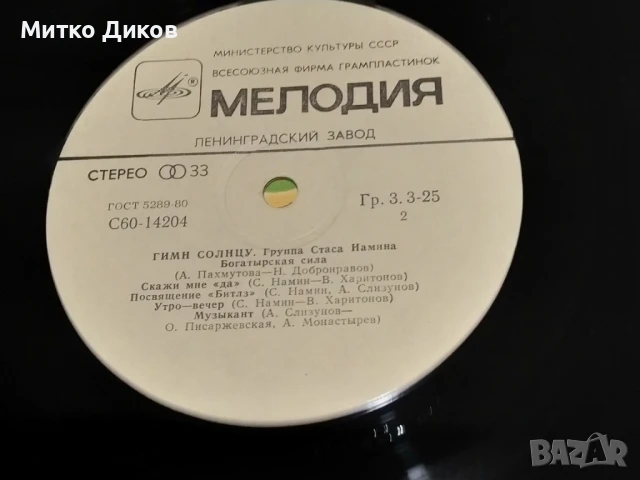 Митко Диков
МИНИСТЕРСТВО КУЛЬТУРЫ СССР
ВСЕСОЮЗНАЯ ФИРМА ГРАМПЛАСТИНОК
МЕЛОДИЯ
ЛЕНИНГРАДСКИЙ ЗАВОД
СТЕРЕО 33
ГОСТ 5289-80
С60-14204
Гр. 3. 3-25
2
ГИМН СОЛНЦУ. Группа Стаса Намина
Богатырская сила
(А. Пахмутова—Н. Добронравов)
Скажи мне «да» (С. Намин—В. Харитонов)
Посвящение «Битлз» (С. Намин, А. Слизунов)
Утро—вечер (С. Намин—В. Харитонов)
Музыкант (А. Слизунов—
О. Писаржевская, А. Монастырев)
BAZAR